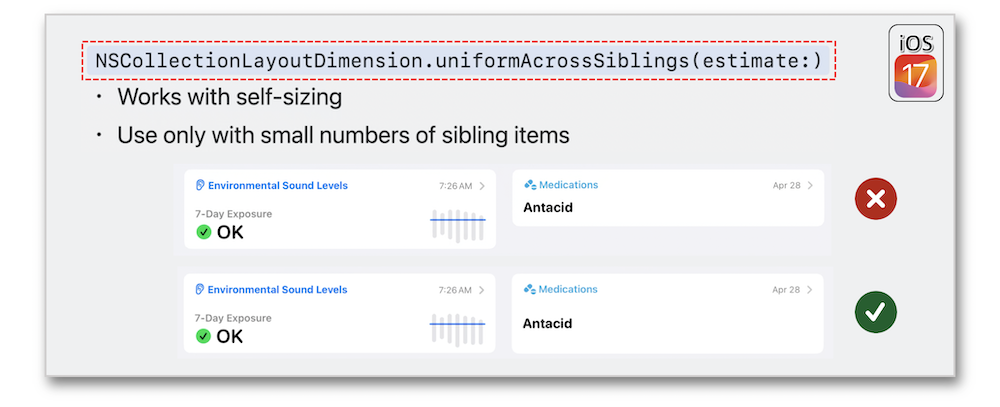 NSCollectionLayoutDimension.uniformAcrossSiblings(estimate:)
iOS
17
• Works with self-sizing
• Use only with small numbers of sibling items
Environmental Sound Levels 7:26 AM
7-Day Exposure
OK
Medications Apr 28
Antacid
Environmental Sound Levels 7:26 AM
7-Day Exposure
OK
Medications Apr 28
Antacid